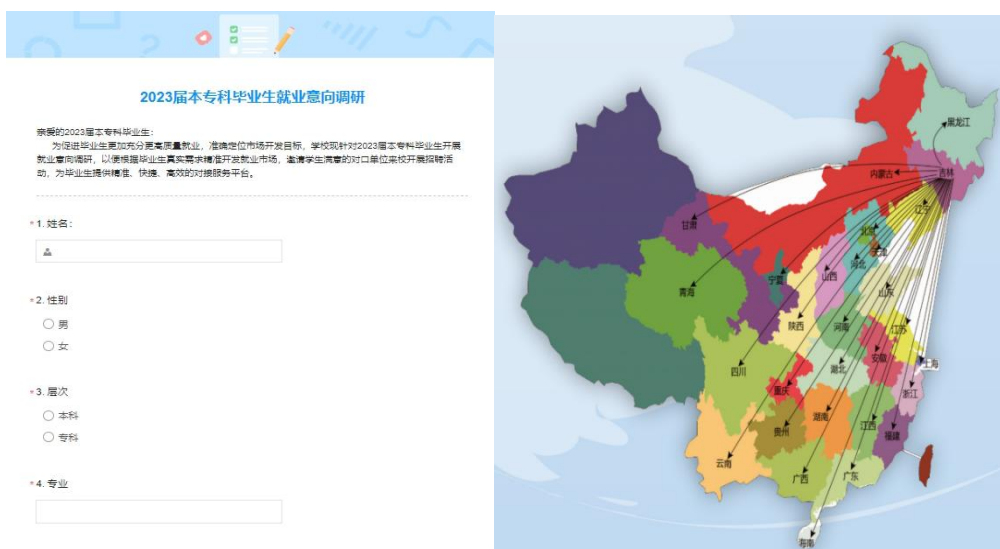 2023届本专科毕业生就业意向调研
亲爱的2023届本专科毕业生：
为促进毕业生更加充分更高质量就业，准确定位市场开发目标，学校现针对2023届本专科毕业生开展
就业意向调研，以便根据毕业生真实需求精准开发就业市场，邀请学生满意的对口单位来校开展招聘活
动，为毕业生提供精准、快捷、高效的对接服务平台。
*1. 姓名：
*2. 性别
男
女
*3. 层次
本科
专科
*4. 专业
黑龙江
吉林
内蒙古
辽宁
甘肃
北京
天津
河北
宁夏
山西
青海
山东
陕西
河南
江苏
安徽
上海
四川
湖北
重庆
浙江
湖南
江西
贵州
福建
云南
广西
广东
海南